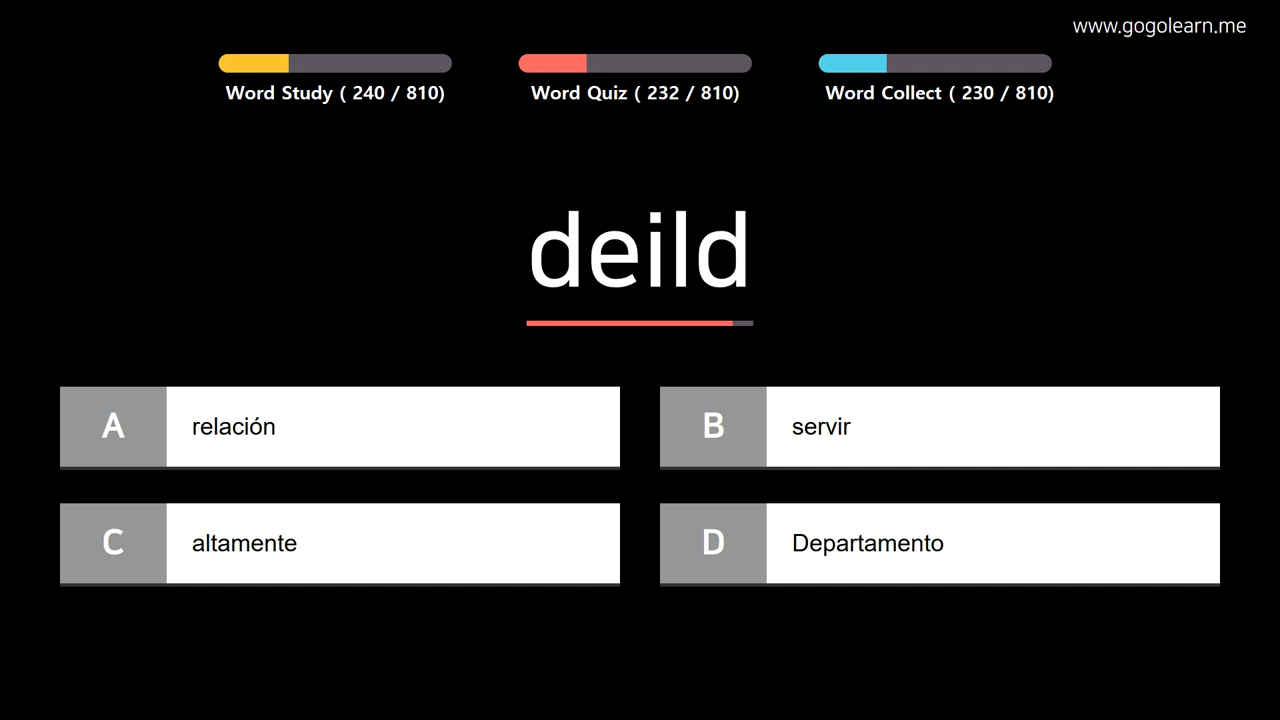 www.gogolearn.me
Word Study ( 240 / 810)
Word Quiz ( 232 / 810)
Word Collect ( 230 / 810)
deild
A relación
B servir
C altamente
D Departamento